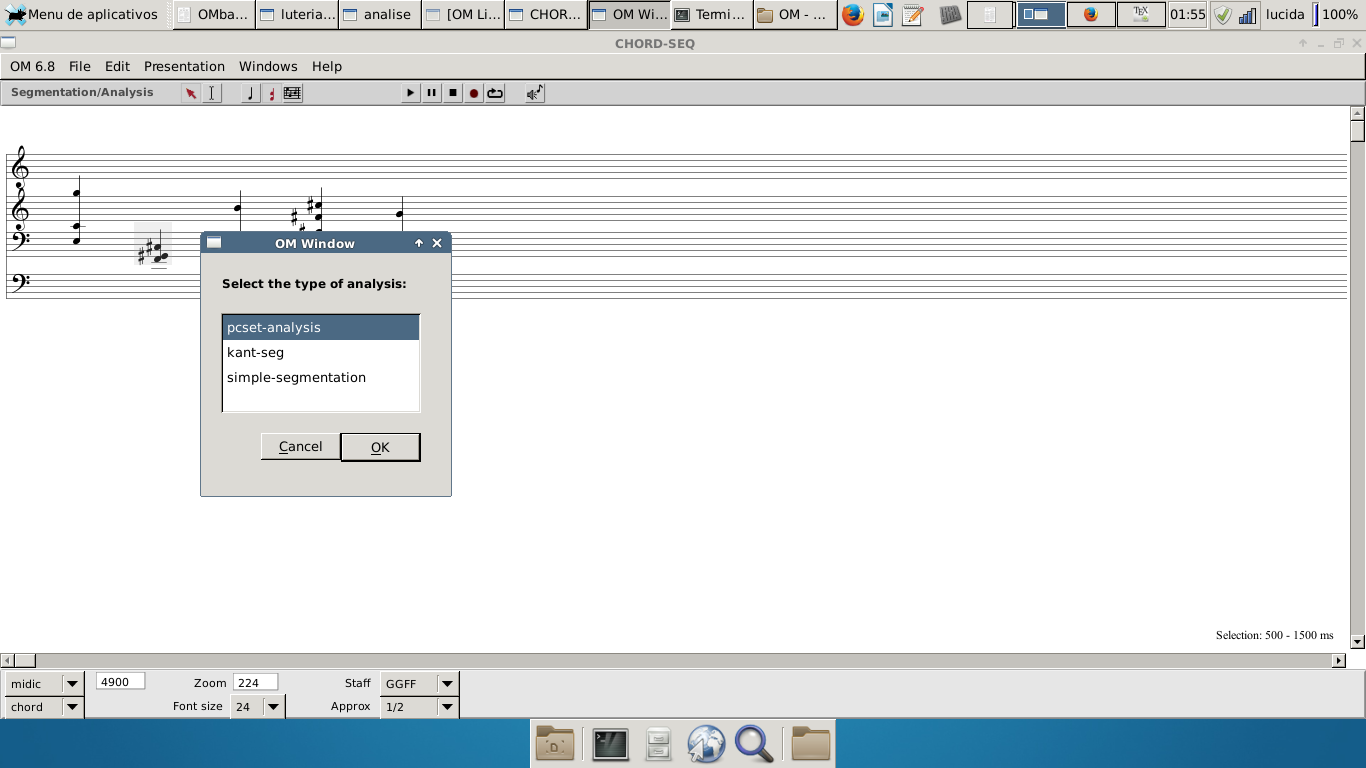 Menu de aplicativos OMba... luteria... analise [OM Li... CHOR... OM Wi... Termi... OM - ... TEX 01:55 lucida 100%
CHORD-SEQ
OM 6.8 File Edit Presentation Windows Help
Segmentation/Analysis
OM Window
Select the type of analysis:
pcset-analysis
kant-seg
simple-segmentation
Cancel OK
Selection: 500 - 1500 ms
midic 4900 Zoom 224 Staff GGFF
chord Font size 24 Approx 1/2